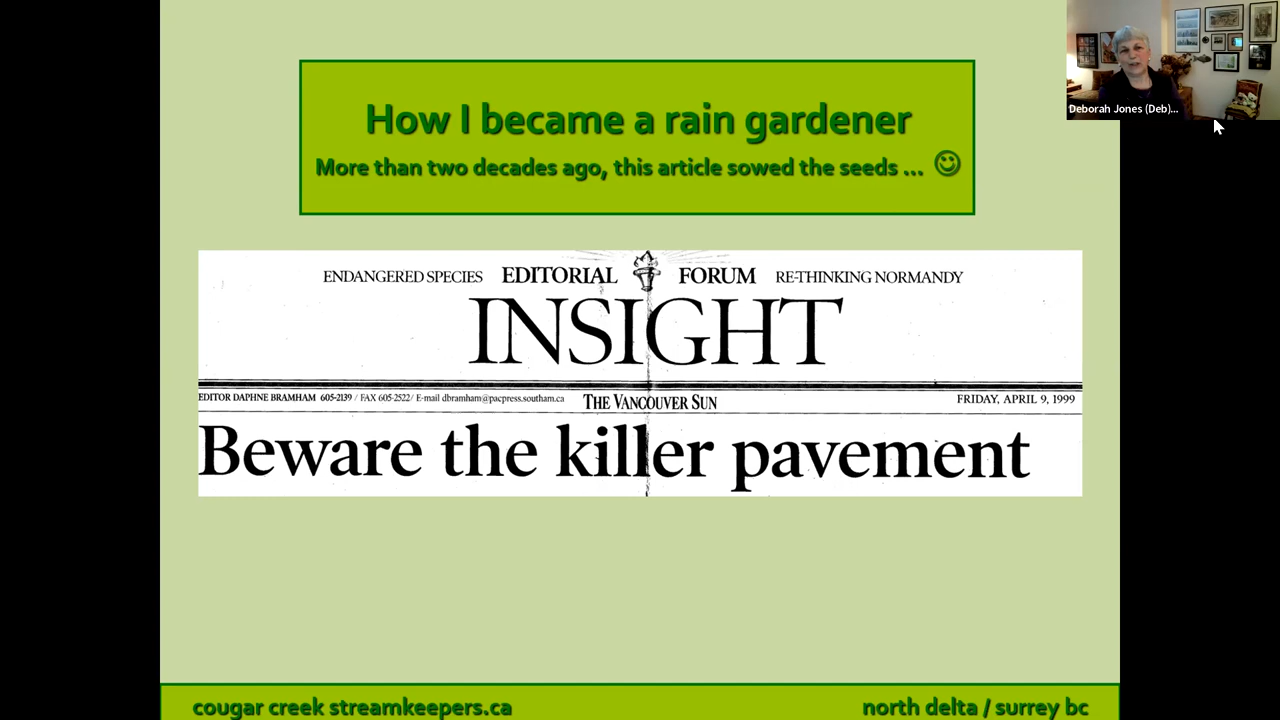 How I became a rain gardener
More than two decades ago, this article sowed the seeds ... ☺
Deborah Jones (Deb)...
ENDANGERED SPECIES EDITORIAL FORUM RE-THINKING NORMANDY
INSIGHT
EDITOR DAPHNE BRAMHAM 605-2139 / FAX 605-2522/ E-mail dbramham@pacpress.southam.ca THE VANCOUVER SUN FRIDAY, APRIL 9, 1999
Beware the killer pavement
cougar creek streamkeepers.ca north delta / surrey bc